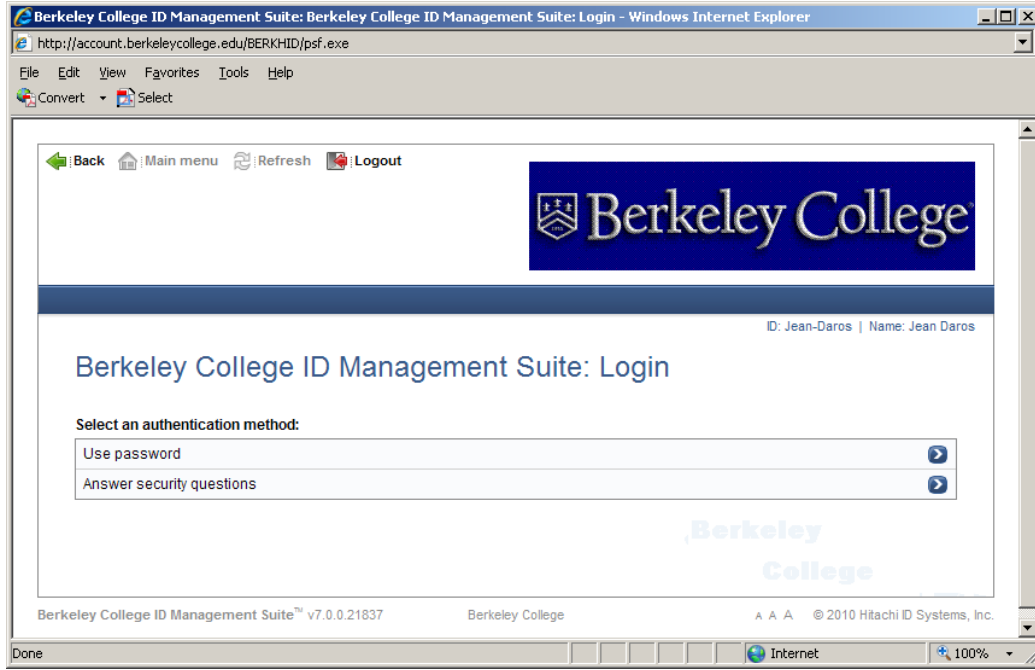 Berkeley College ID Management Suite: Berkeley College ID Management Suite: Login - Windows Internet Explorer
http://account.berkeleycollege.edu/BERKHID/psf.exe
File Edit View Favorites Tools Help
Convert Select
Back Main menu Refresh Logout
Berkeley College
ID: Jean-Daros | Name: Jean Daros
Berkeley College ID Management Suite: Login
Select an authentication method:
Use password
Answer security questions
Berkeley
College
Berkeley College ID Management Suite™ v7.0.0.21837 Berkeley College A A A © 2010 Hitachi ID Systems, Inc.
Done Internet 100%